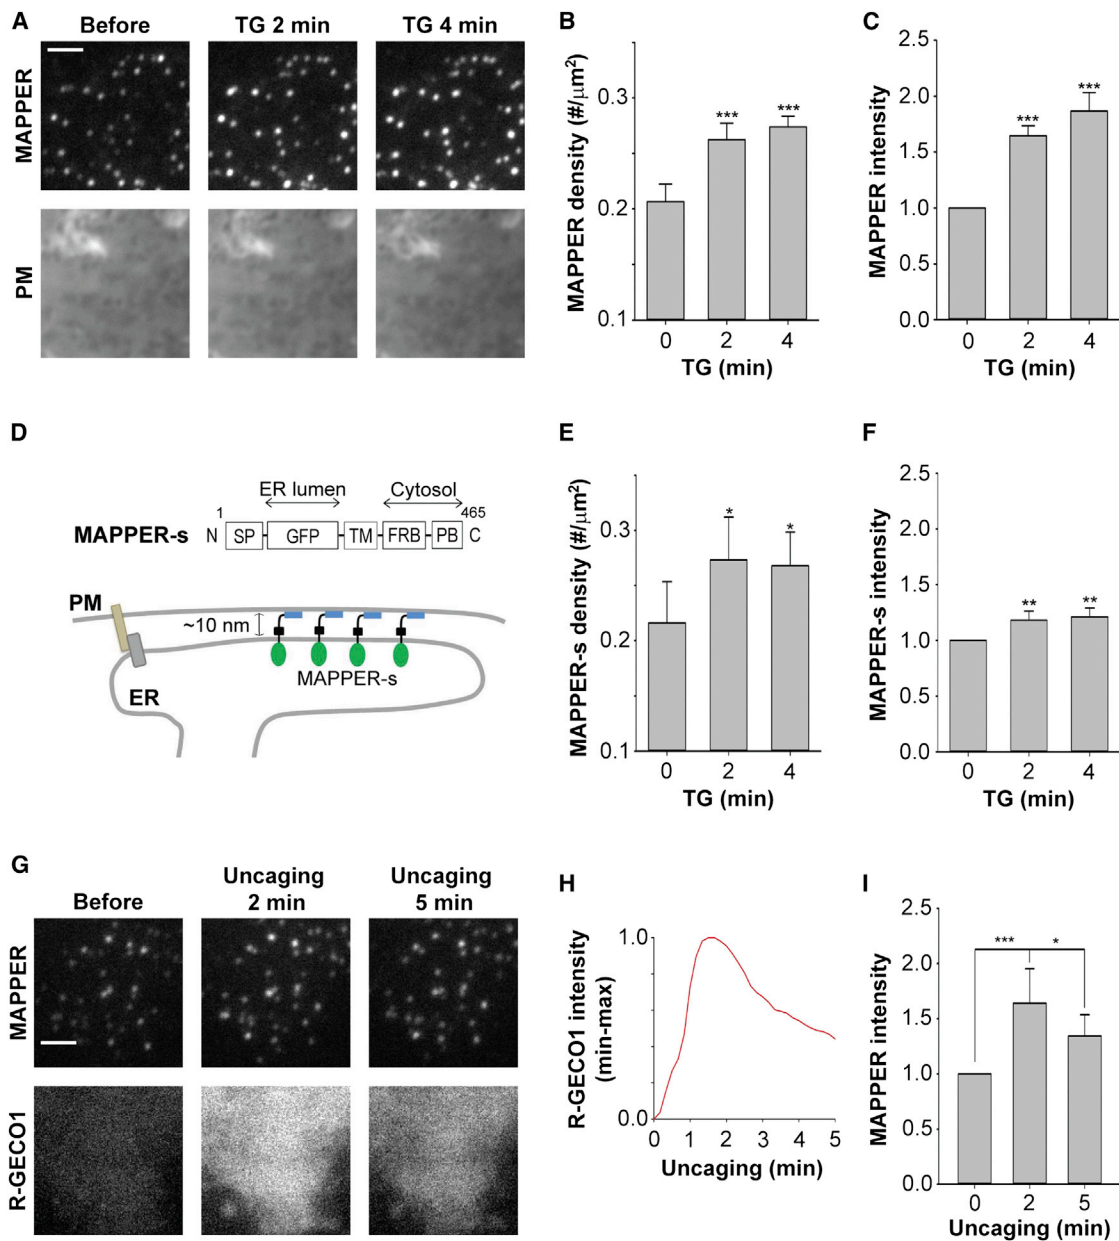 A
Before
TG 2 min
TG 4 min
MAPPER
PM
B
MAPPER density (#/μm²)
0.3
0.2
0.1
***
***
0
2
4
TG (min)
C
MAPPER intensity
2.5
2.0
1.5
1.0
0.5
0.0
***
***
0
2
4
TG (min)
D
ER lumen
Cytosol
1
465
MAPPER-s
N
SP
GFP
TM
FRB
PB
C
PM
~10 nm
MAPPER-s
ER
E
MAPPER-s density (#/μm²)
0.3
0.2
0.1
*
*
0
2
4
TG (min)
F
MAPPER-s intensity
2.5
2.0
1.5
1.0
0.5
0.0
**
**
0
2
4
TG (min)
G
Before
Uncaging
2 min
Uncaging
5 min
MAPPER
R-GECO1
H
R-GECO1 intensity
(min-max)
1.0
0.0
0
1
2
3
4
5
Uncaging (min)
I
MAPPER intensity
2.5
2.0
1.5
1.0
0.5
0.0
***
*
0
2
5
Uncaging (min)